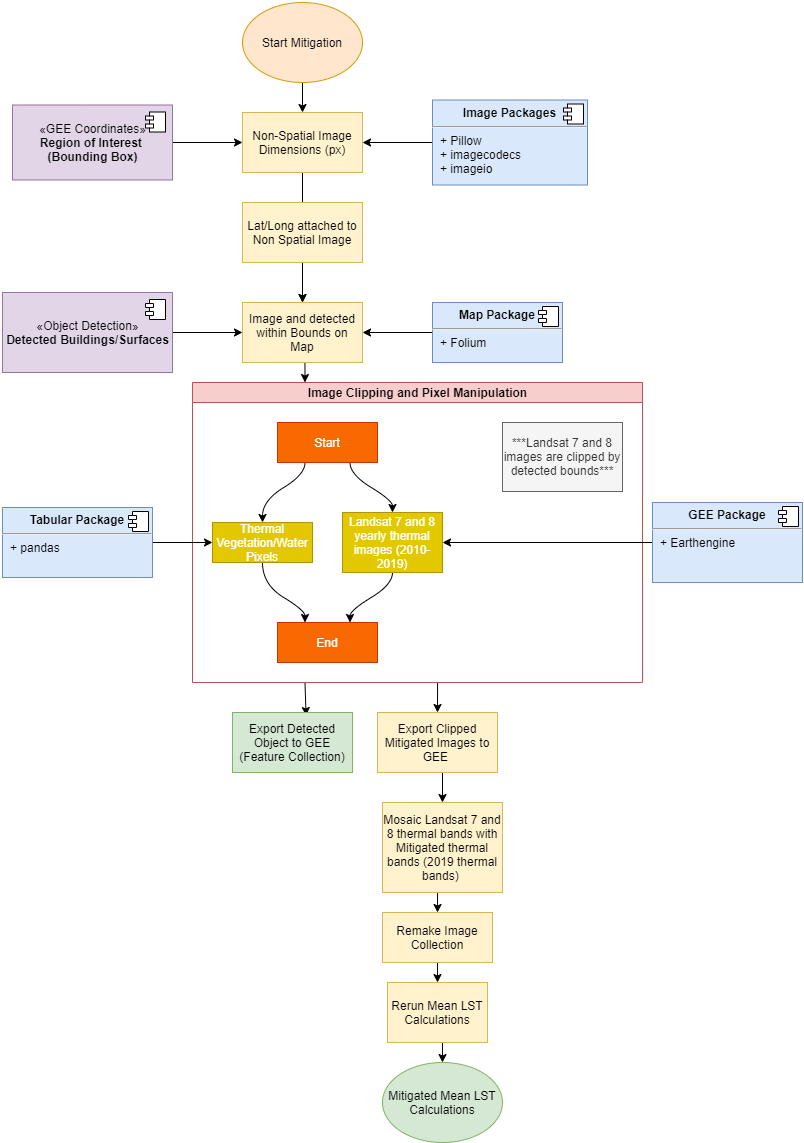 Start Mitigation
«GEE Coordinates»
Region of Interest
(Bounding Box)
Non-Spatial Image
Dimensions (px)
Image Packages
+ Pillow
+ imagecodecs
+ imageio
Lat/Long attached to
Non Spatial Image
«Object Detection»
Detected Buildings/Surfaces
Image and detected
within Bounds on
Map
Map Package
+ Folium
Image Clipping and Pixel Manipulation
Start
***Landsat 7 and 8
images are clipped by
detected bounds***
Tabular Package
+ pandas
Thermal
Vegetation/Water
Pixels
Landsat 7 and 8
yearly thermal
images (2010-
2019)
GEE Package
+ Earthengine
End
Export Detected
Object to GEE
(Feature Collection)
Export Clipped
Mitigated Images to
GEE
Mosaic Landsat 7 and
8 thermal bands with
Mitigated thermal
bands (2019 thermal
bands)
Remake Image
Collection
Rerun Mean LST
Calculations
Mitigated Mean LST
Calculations